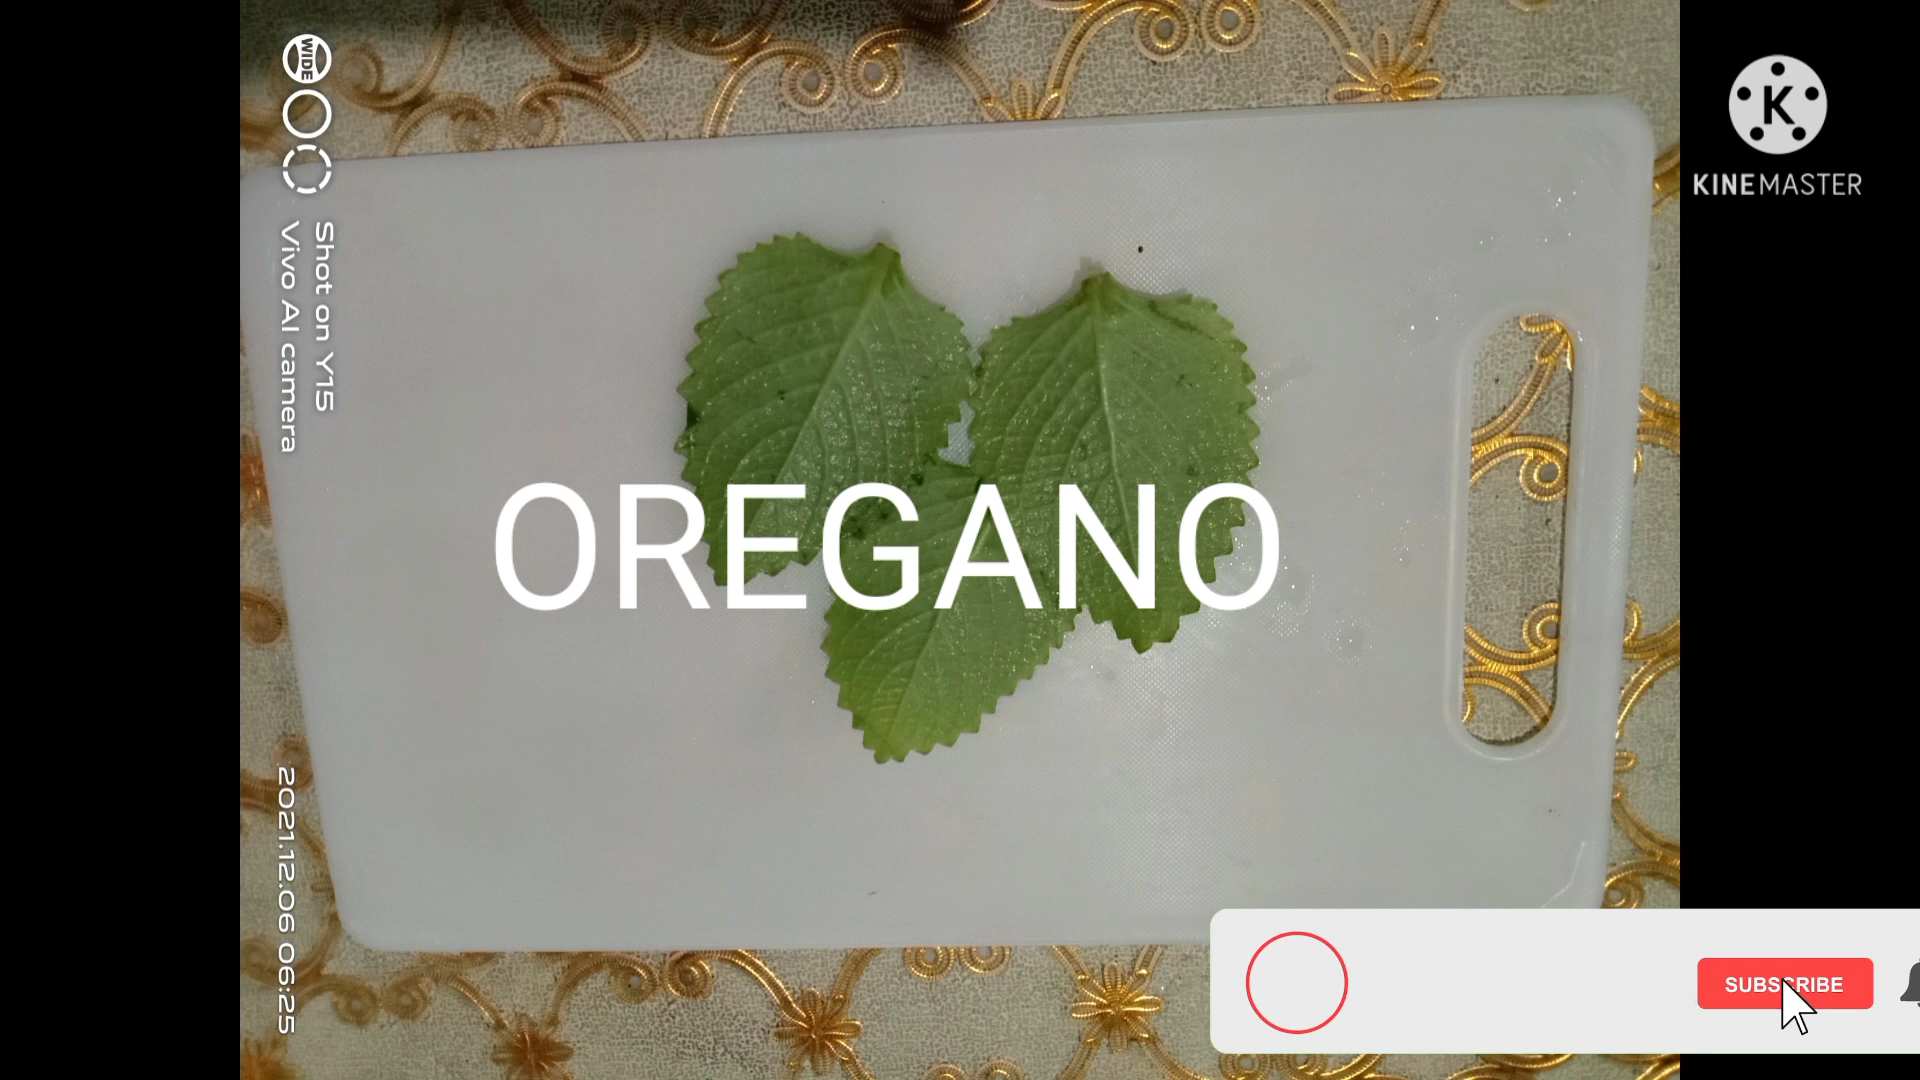 WIDE
Shot on Y15
Vivo AI camera
2021.12.06 06:25
OREGANO
K
KINEMASTER
SUBSCRIBE